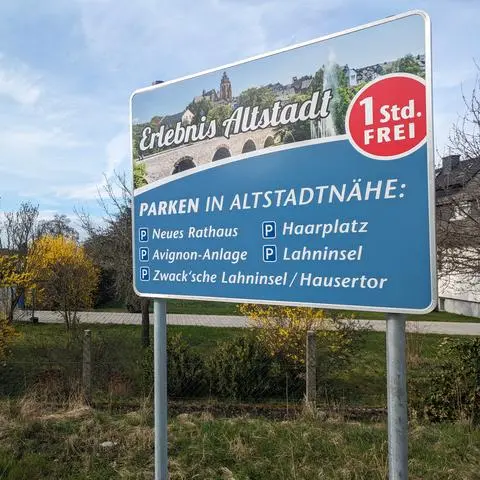 Erlebnis Altstadt
1 Std.
FREI
PARKEN IN ALTSTADTNÄHE:
P Neues Rathaus
P Haarplatz
P Avignon-Anlage
P Lahninsel
P Zwack'sche Lahninsel / Hausertor